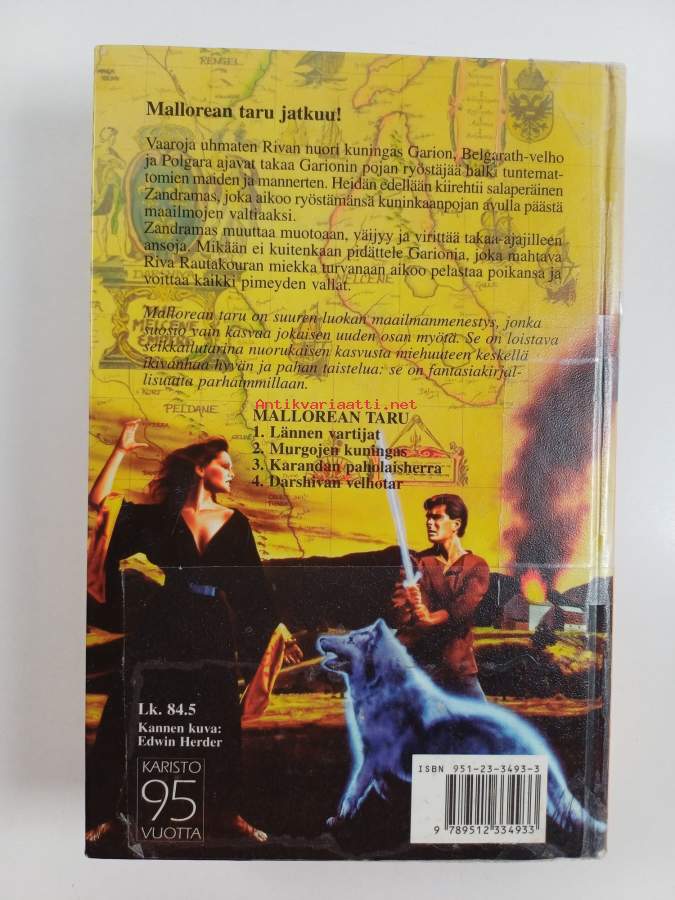 KENGEL
Mallorean taru jatkuu!
Vaaroja uhmaten Rivan nuori kuningas Garion, Belgarath-velho
ja Polgara ajavat takaa Garionin pojan ryöstäjää halki tuntemat-
tomien maiden ja mannerten. Heidän edellään kiirehtii salaperäinen
Zandramas, joka aikoo ryöstämänsä kuninkaanpojan avulla päästä
maailmojen valtiaaksi.
Zandramas muuttaa muotoaan, väijyy ja virittää takaa-ajajilleen
ansoja. Mikään ei kuitenkaan pidättele Garionia, joka mahtava
Riva Rautakouran miekka turvanaan aikoo pelastaa poikansa ja
voittaa kaikki pimeyden vallat.
MELCENE
MELCENE
EMPIRE
Mallorean taru on suuren luokan maailmanmenestys, jonka
suosio vain kasvaa jokaisen uuden osan myötä. Se on loistava
seikkailutarina nuorukaisen kasvusta miehuuteen keskellä
ikivanhaa hyvän ja pahan taistelua: se on fantasiakirjal-
lisuutta parhaimmillaan.
Antikvariaatti.net
PELDANE
MALLOREAN TARU
1. Lännen vartijat
2. Murgojen kuningas
3. Karandan paholaisherra
4. Darshivan velhotar
Lk. 84.5
Kannen kuva:
Edwin Herder
KARISTO
95
VUOTTA
ISBN 951-23-3493-3
9 789512 334933